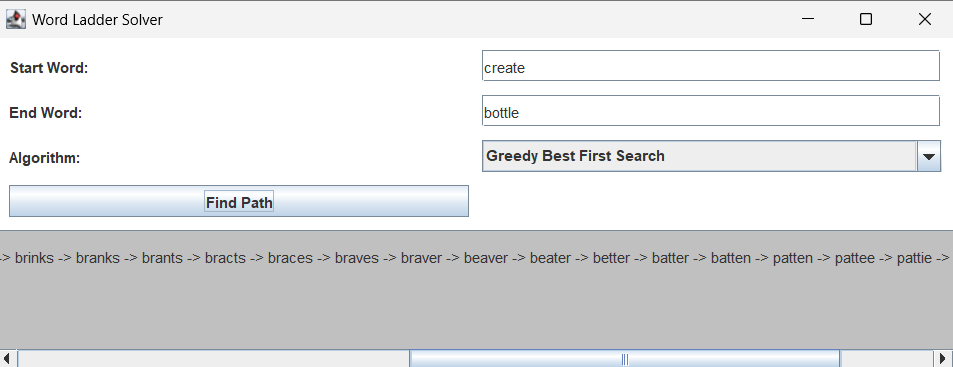 Word Ladder Solver
Start Word: create
End Word: bottle
Algorithm: Greedy Best First Search
Find Path
-> brinks -> branks -> brants -> bracts -> braces -> braves -> braver -> beaver -> beater -> better -> batter -> batten -> patten -> pattee -> pattie ->